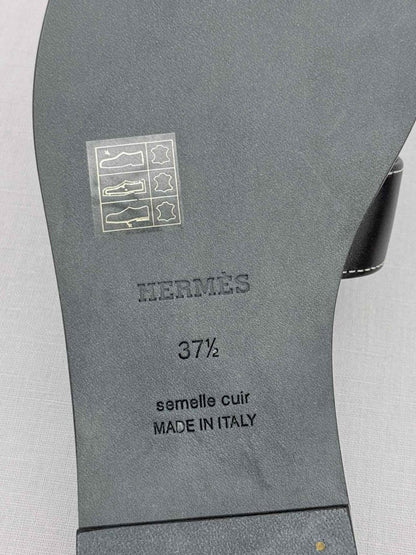 HERMÈS
37½
semelle cuir
MADE IN ITALY